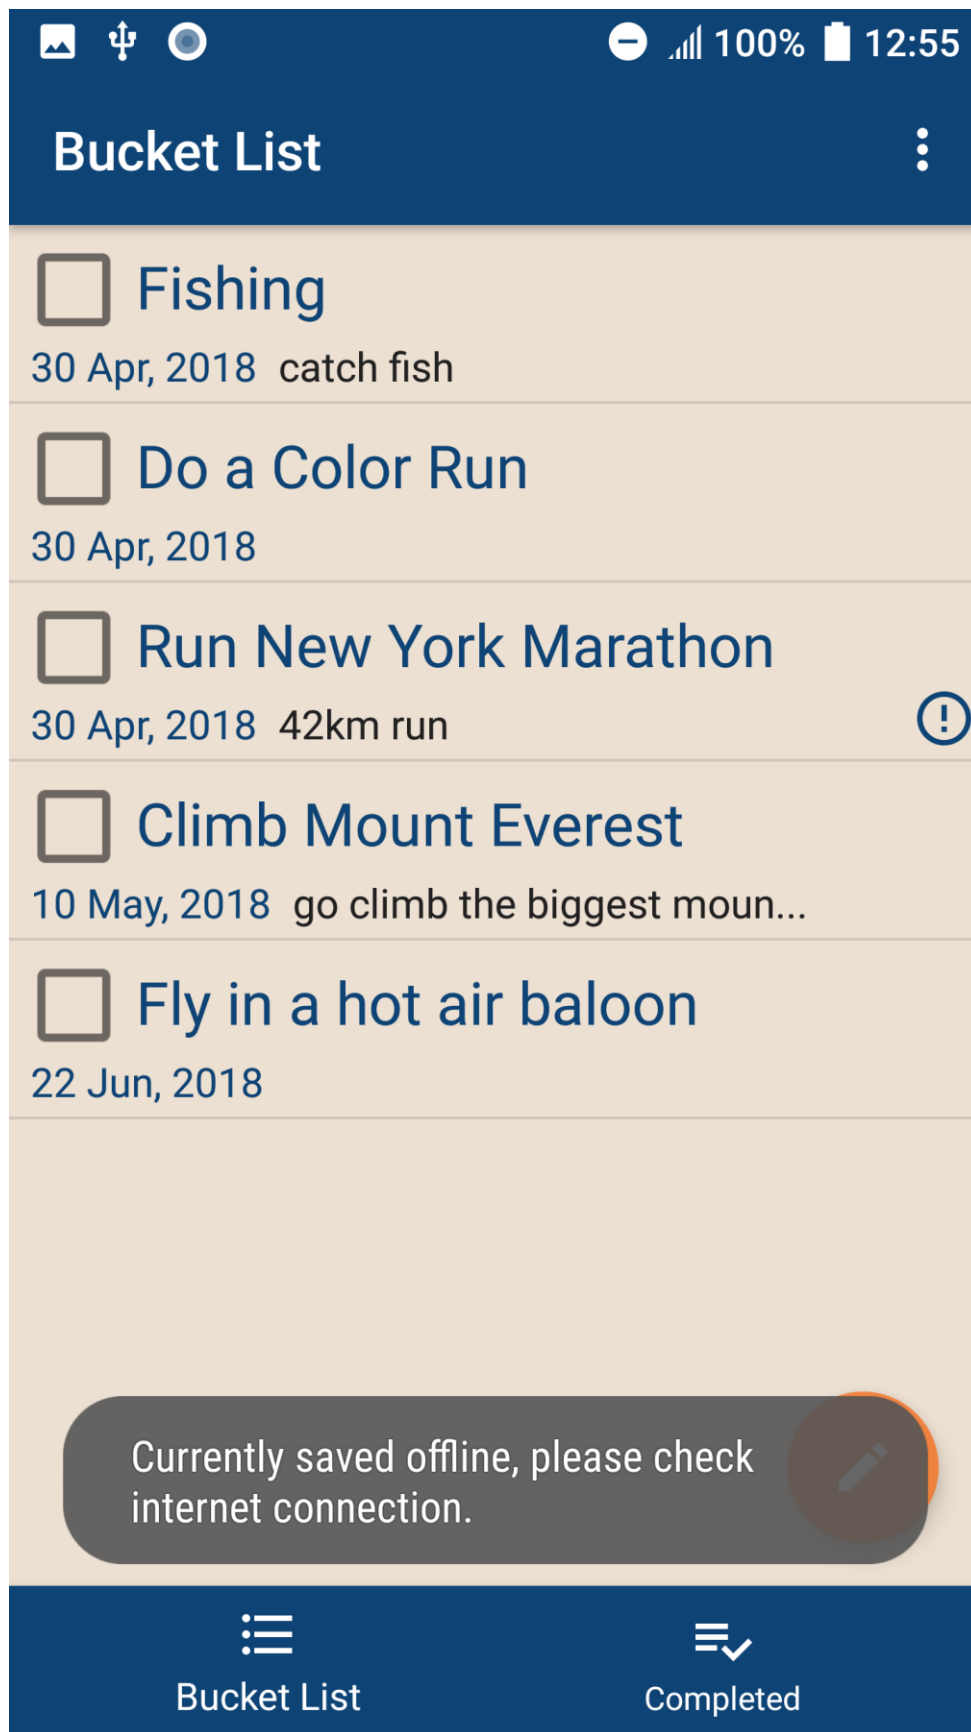 100% 12:55
Bucket List
Fishing
30 Apr, 2018 catch fish
Do a Color Run
30 Apr, 2018
Run New York Marathon
30 Apr, 2018 42km run
Climb Mount Everest
10 May, 2018 go climb the biggest moun...
Fly in a hot air baloon
22 Jun, 2018
Currently saved offline, please check
internet connection.
Bucket List Completed